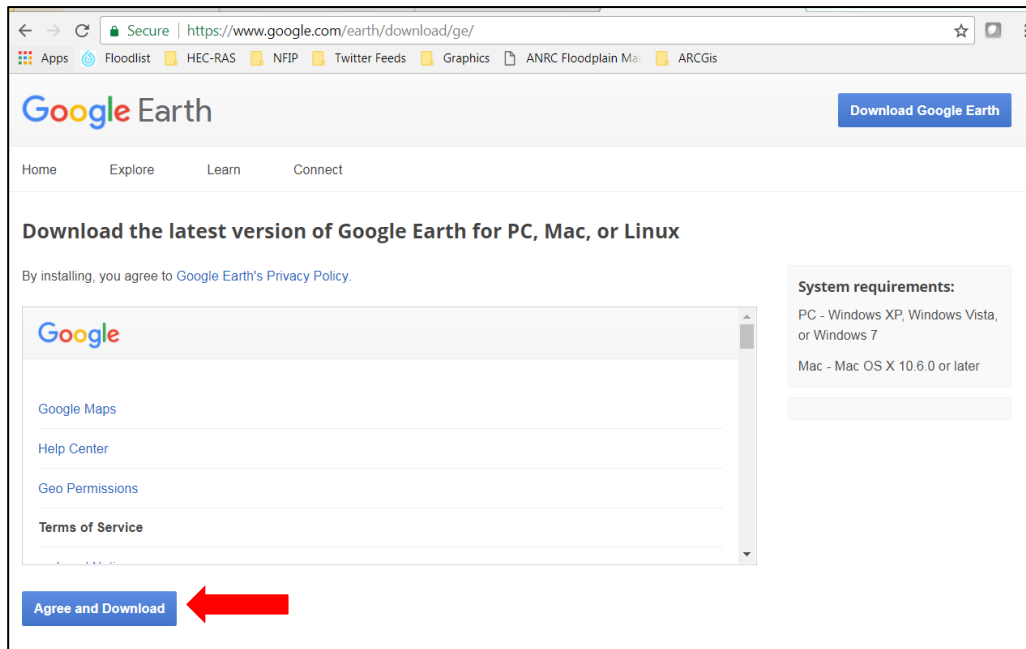 Secure https://www.google.com/earth/download/ge/
Apps Floodlist HEC-RAS NFIP Twitter Feeds Graphics ANRC Floodplain Ma ARCGis
Google Earth
Download Google Earth
Home Explore Learn Connect
Download the latest version of Google Earth for PC, Mac, or Linux
By installing, you agree to Google Earth's Privacy Policy.
System requirements:
PC - Windows XP, Windows Vista,
or Windows 7
Mac - Mac OS X 10.6.0 or later
Google
Google Maps
Help Center
Geo Permissions
Terms of Service
Agree and Download